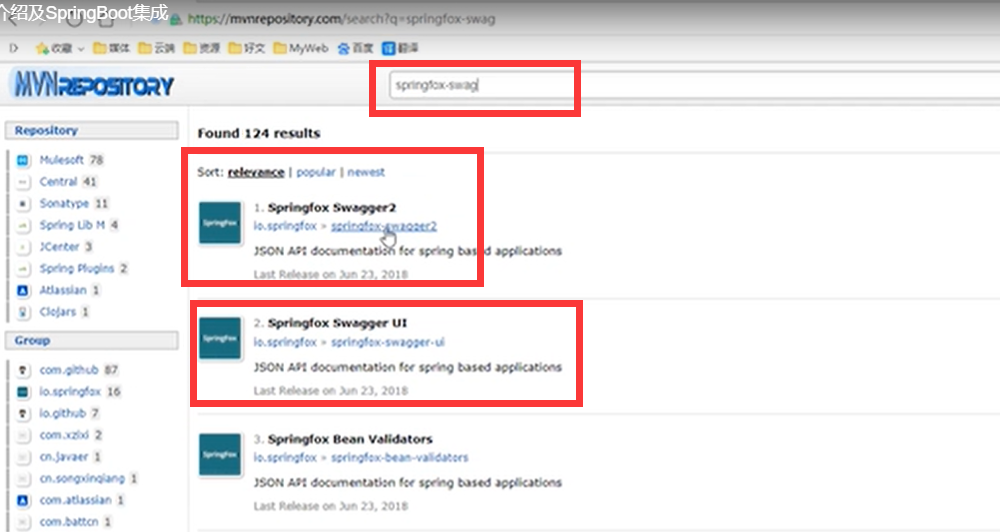 介绍及SpringBoot集成
https://mvnrepository.com/search?q=springfox-swag
收藏 媒体 云端 资源 好文 MyWeb 百度 翻译
MVNREPOSITORY
springfox-swag
Repository
Mulesoft 78
Central 41
Sonatype 11
Spring Lib M 4
JCenter 3
Spring Plugins 2
Atlassian 1
Clojars 1
Group
com.github 87
io.springfox 16
io.github 7
com.xzixi 2
cn.javaer 1
cn.songxinqiang 1
com.atlassian 1
com.battcn 1
Found 124 results
Sort: relevance | popular | newest
SpringFox
1. Springfox Swagger2
io.springfox » springfox-swagger2
JSON API documentation for spring based applications
Last Release on Jun 23, 2018
SpringFox
2. Springfox Swagger UI
io.springfox » springfox-swagger-ui
JSON API documentation for spring based applications
Last Release on Jun 23, 2018
SpringFox
3. Springfox Bean Validators
io.springfox » springfox-bean-validators
JSON API documentation for spring based applications
Last Release on Jun 23, 2018